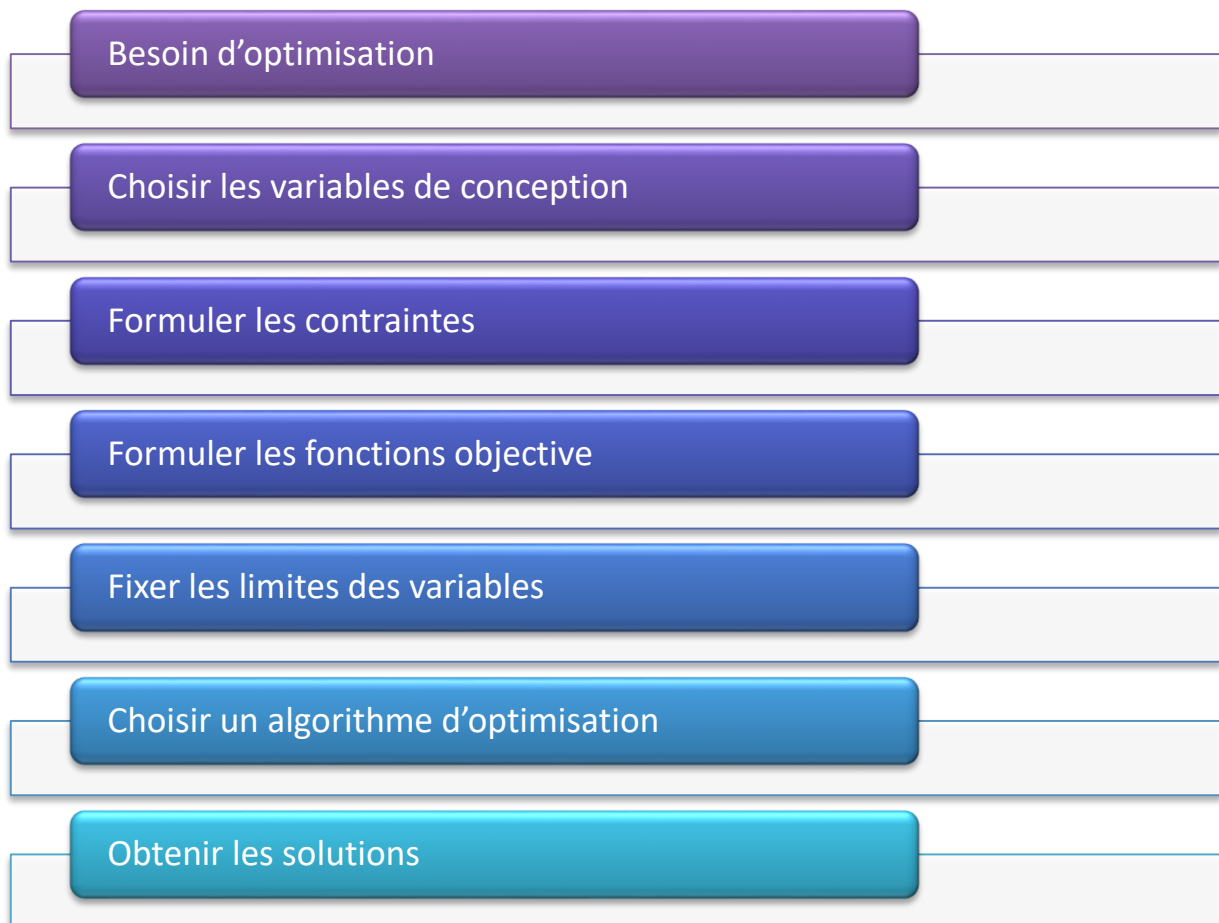 Besoin d’optimisation
Choisir les variables de conception
Formuler les contraintes
Formuler les fonctions objective
Fixer les limites des variables
Choisir un algorithme d’optimisation
Obtenir les solutions